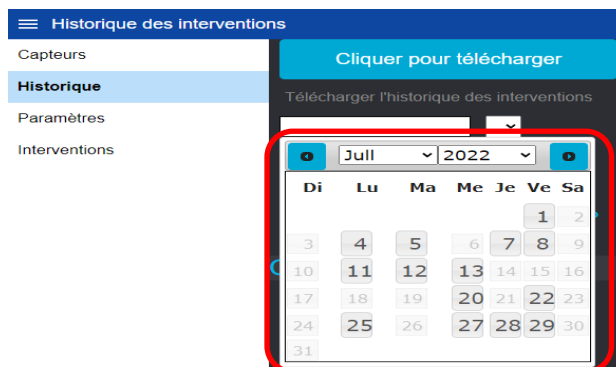 Historique des interventions
Capteurs
Historique
Paramètres
Interventions
Cliquer pour télécharger
Télécharger l'historique des interventions
Juil 2022
Di Lu Ma Me Je Ve Sa
1 2
3 4 5 6 7 8 9
10 11 12 13 14 15 16
17 18 19 20 21 22 23
24 25 26 27 28 29 30
31